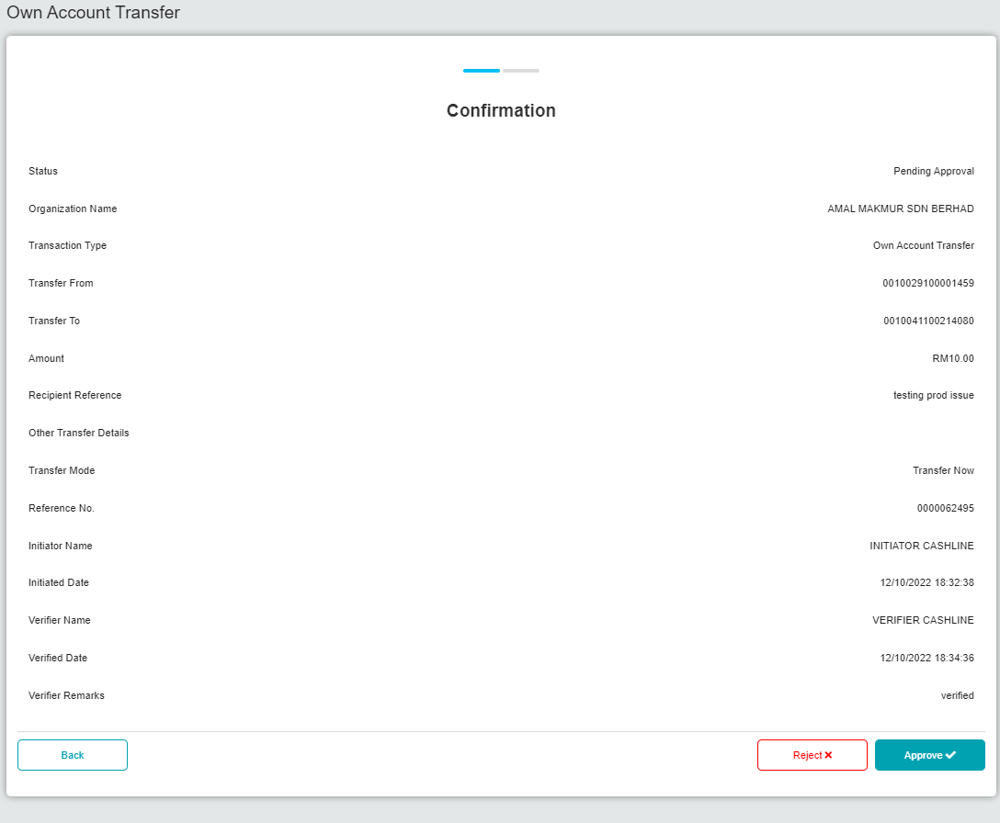 Own Account Transfer
Confirmation
Status Pending Approval
Organization Name AMAL MAKMUR SDN BERHAD
Transaction Type Own Account Transfer
Transfer From 0010029100001459
Transfer To 0010041100214080
Amount RM10.00
Recipient Reference testing prod issue
Other Transfer Details
Transfer Mode Transfer Now
Reference No. 0000062495
Initiator Name INITIATOR CASHLINE
Initiated Date 12/10/2022 18:32:38
Verifier Name VERIFIER CASHLINE
Verified Date 12/10/2022 18:34:36
Verifier Remarks verified
Back Reject Approve